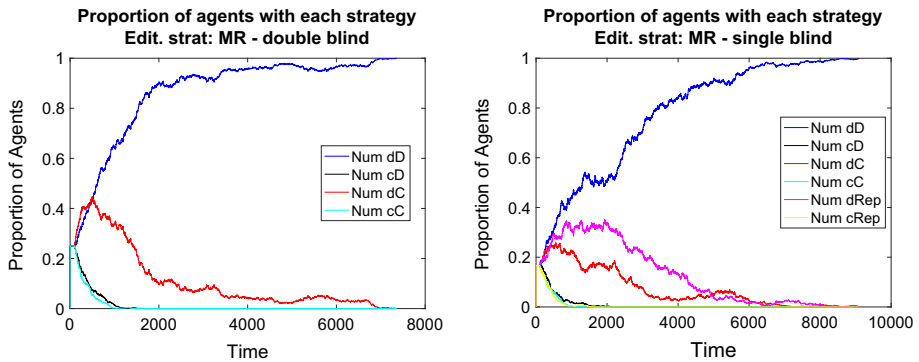 Proportion of agents with each strategy
Edit. strat: MR - double blind
1
0.8
0.6
0.4
0.2
0
Proportion of Agents
Num dD
Num cD
Num dC
Num cC
0
2000
4000
6000
8000
Time
Proportion of agents with each strategy
Edit. strat: MR - single blind
1
0.8
0.6
0.4
0.2
0
Proportion of Agents
Num dD
Num cD
Num dC
Num cC
Num dRep
Num cRep
0
2000
4000
6000
8000
10000
Time